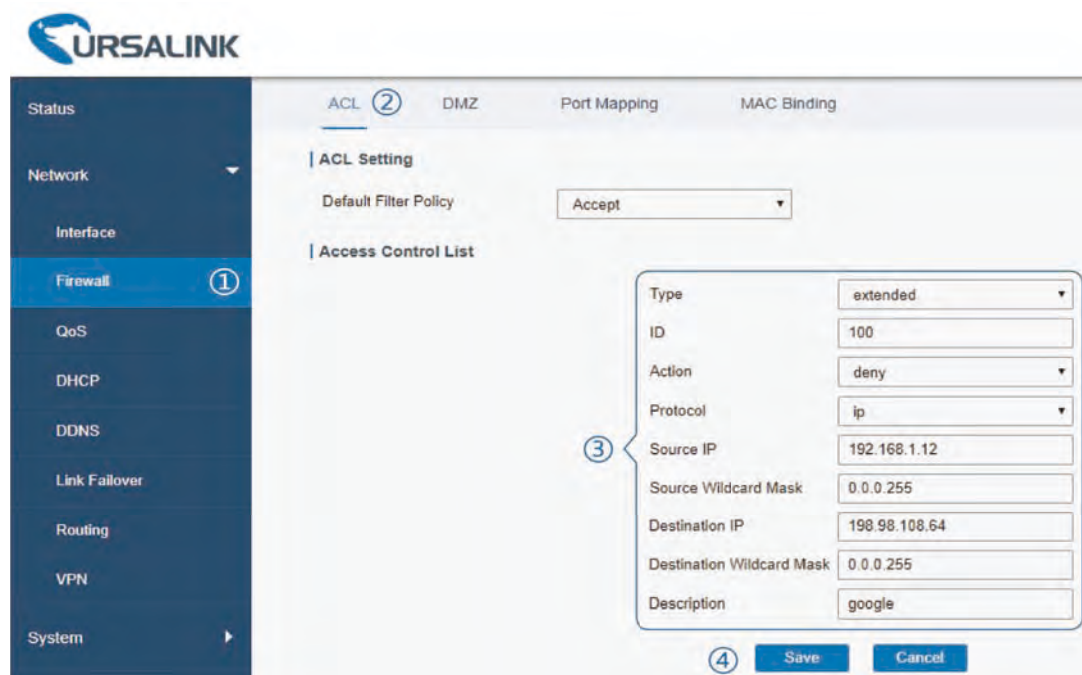 URSALINK
Status
ACL ② DMZ Port Mapping MAC Binding
ACL Setting
Network
Default Filter Policy Accept
Interface
Access Control List
Firewall ①
Type extended
ID 100
QoS
Action deny
DHCP
Protocol ip
DDNS
③
Source IP 192.168.1.12
Link Failover
Source Wildcard Mask 0.0.0.255
Routing
Destination IP 198.98.108.64
Destination Wildcard Mask 0.0.0.255
VPN
Description google
System
④ Save Cancel